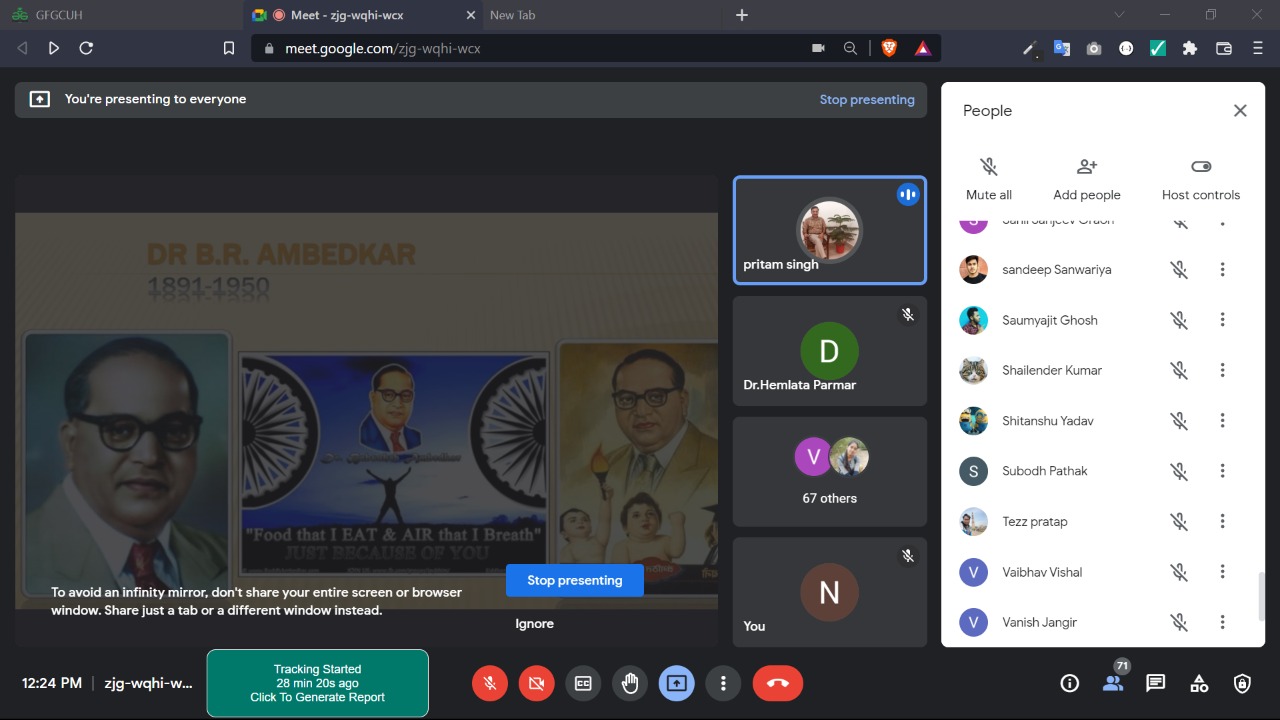 GFGCUH
Meet - zjg-wqhi-wcx
New Tab
meet.google.com/zjg-wqhi-wcx
You're presenting to everyone
Stop presenting
People
Mute all
Add people
Host controls
DR B.R. AMBEDKAR
1891-1950
"Food that I EAT & AIR that I Breath"
JUST BECAUSE OF YOU
To avoid an infinity mirror, don't share your entire screen or browser
window. Share just a tab or a different window instead.
Stop presenting
Ignore
pritam singh
D
Dr.Hemlata Parmar
V
67 others
N
You
sandeep Sanwariya
Saumyajit Ghosh
Shailender Kumar
Shitanshu Yadav
S
Subodh Pathak
Tezz pratap
V
Vaibhav Vishal
V
Vanish Jangir
12:24 PM
zjg-wqhi-w...
Tracking Started
28 min 20s ago
Click To Generate Report
71